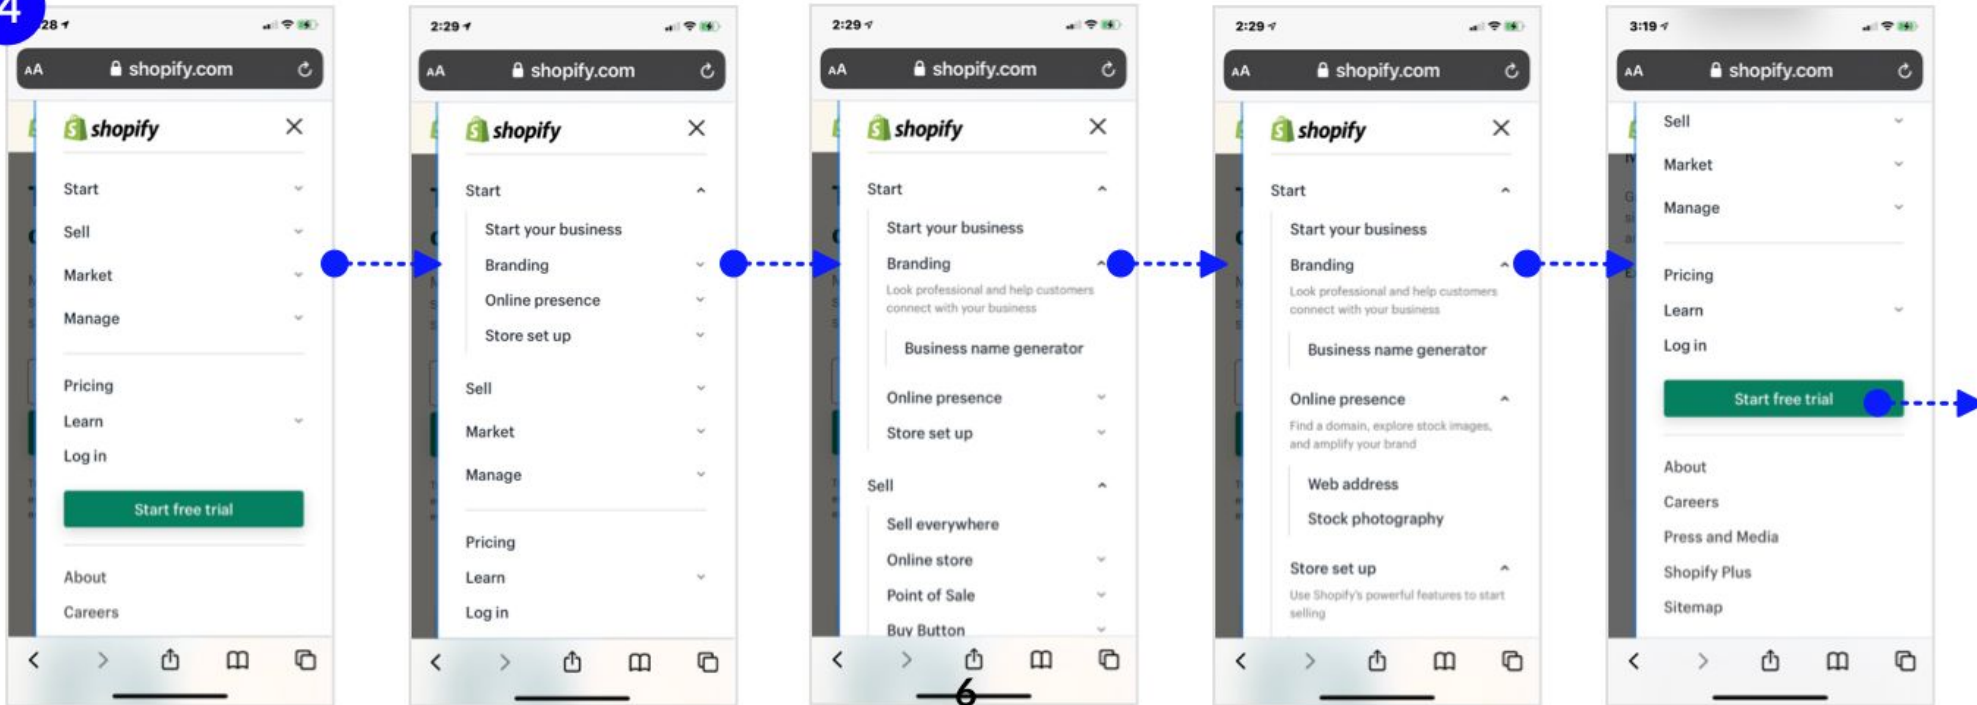 4
:28
AA shopify.com
shopify
Start
Sell
Market
Manage
Pricing
Learn
Log in
Start free trial
About
Careers
2:29
AA shopify.com
shopify
Start
Start your business
Branding
Online presence
Store set up
Sell
Market
Manage
Pricing
Learn
Log in
2:29
AA shopify.com
shopify
Start
Start your business
Branding
Look professional and help customers
connect with your business
Business name generator
Online presence
Store set up
Sell
Sell everywhere
Online store
Point of Sale
Buy Button
6
2:29
AA shopify.com
shopify
Start
Start your business
Branding
Look professional and help customers
connect with your business
Business name generator
Online presence
Find a domain, explore stock images,
and amplify your brand
Web address
Stock photography
Store set up
Use Shopify's powerful features to start
selling
3:19
AA shopify.com
Sell
Market
Manage
Pricing
Learn
Log in
Start free trial
About
Careers
Press and Media
Shopify Plus
Sitemap